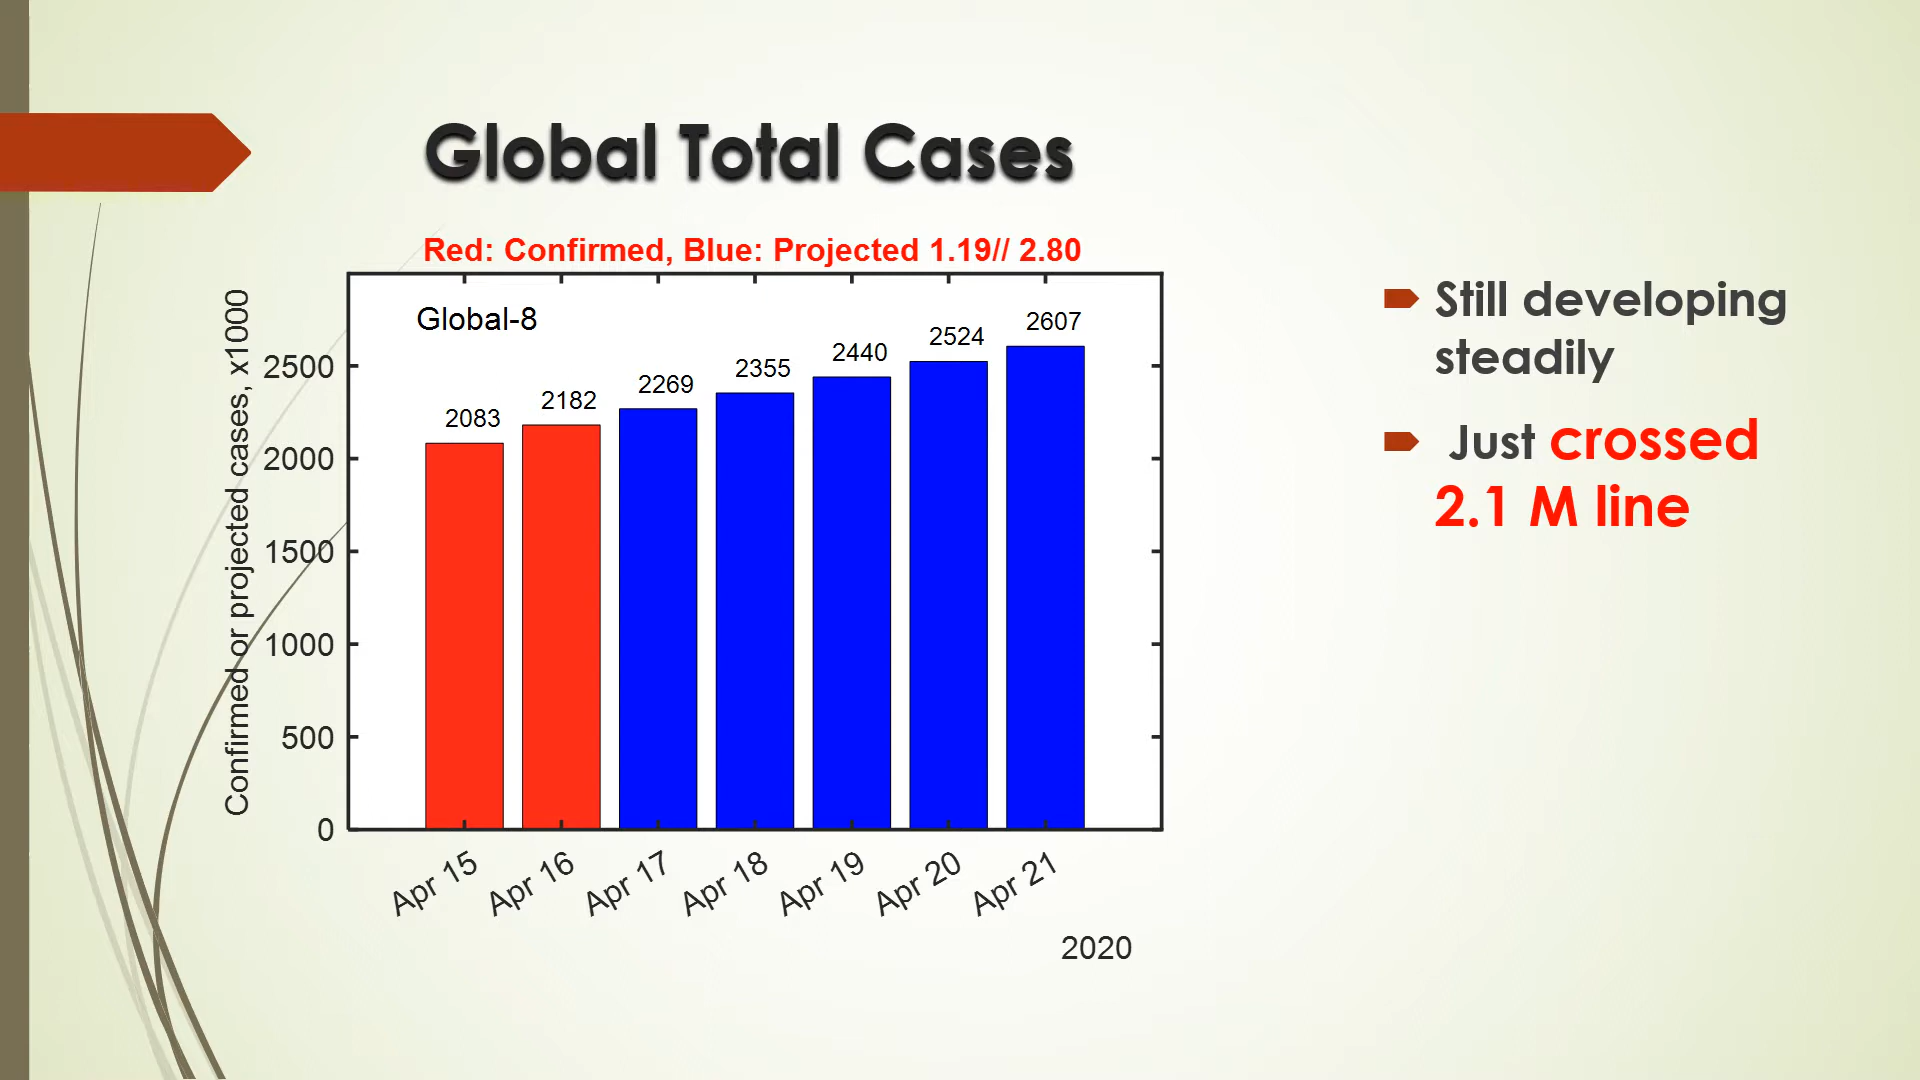 Global Total Cases
Red: Confirmed, Blue: Projected 1.19// 2.80
Global-8
Confirmed or projected cases, x1000
2500
2000
1500
1000
500
0
2083
2182
2269
2355
2440
2524
2607
Apr 15
Apr 16
Apr 17
Apr 18
Apr 19
Apr 20
Apr 21
2020
Still developing
steadily
Just crossed
2.1 M line